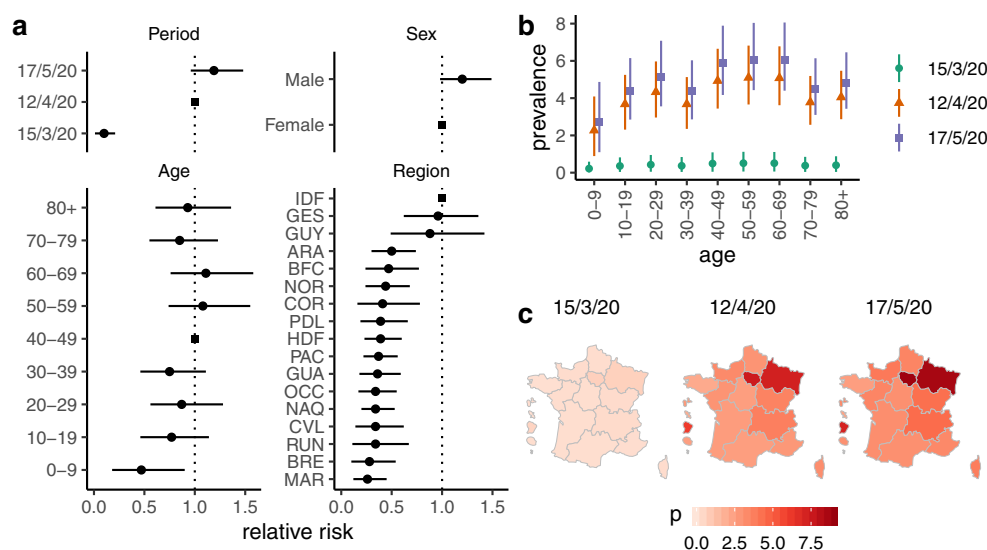 a
Period
17/5/20
12/4/20
15/3/20
Sex
Male
Female
Age
80+
70−79
60−69
50−59
40−49
30−39
20−29
10−19
0−9
0.0 0.5 1.0 1.5
Region
IDF
GES
GUY
ARA
BFC
NOR
COR
PDL
HDF
PAC
GUA
OCC
NAQ
CVL
RUN
BRE
MAR
0.0 0.5 1.0 1.5
relative risk
b
prevalence
8
6
4
2
0
0−9 10−19 20−29 30−39 40−49 50−59 60−69 70−79 80+
age
15/3/20
12/4/20
17/5/20
c
15/3/20 12/4/20 17/5/20
p
0.0 2.5 5.0 7.5